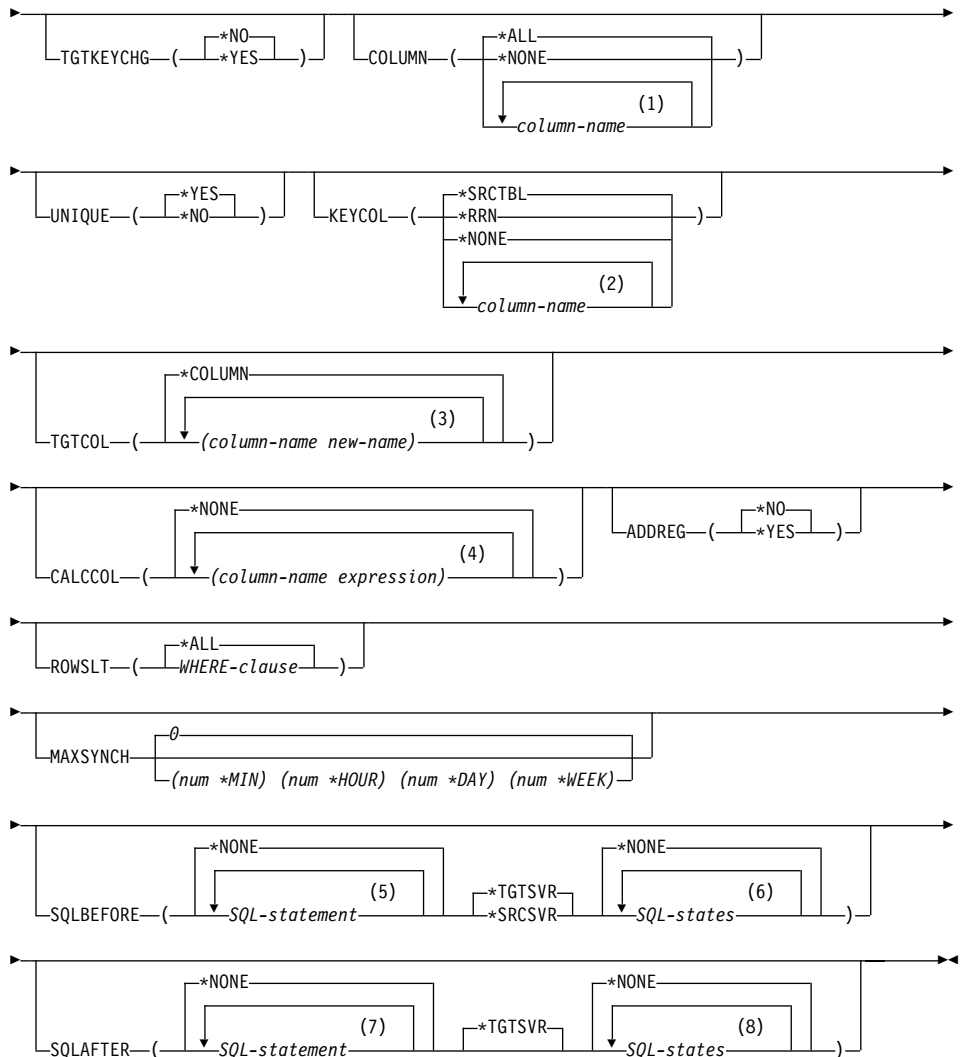 *NO *ALL
TGTKEYCHG ( *YES ) COLUMN ( *NONE )
(1)
column-name
*YES *SRCTBL
UNIQUE ( *NO ) KEYCOL ( *RRN )
*NONE
(2)
column-name
*COLUMN
(3)
TGTCOL ( (column-name new-name) )
*NONE *NO
ADDREG ( *YES )
(4)
CALCCOL ( (column-name expression) )
*ALL
ROWSLT ( WHERE-clause )
0
MAXSYNCH
(num *MIN) (num *HOUR) (num *DAY) (num *WEEK)
*NONE *NONE
(5) *TGTSVR (6)
SQLBEFORE ( SQL-statement *SRCSVR SQL-states )
*NONE *NONE
(7) *TGTSVR (8)
SQLAFTER ( SQL-statement SQL-states )